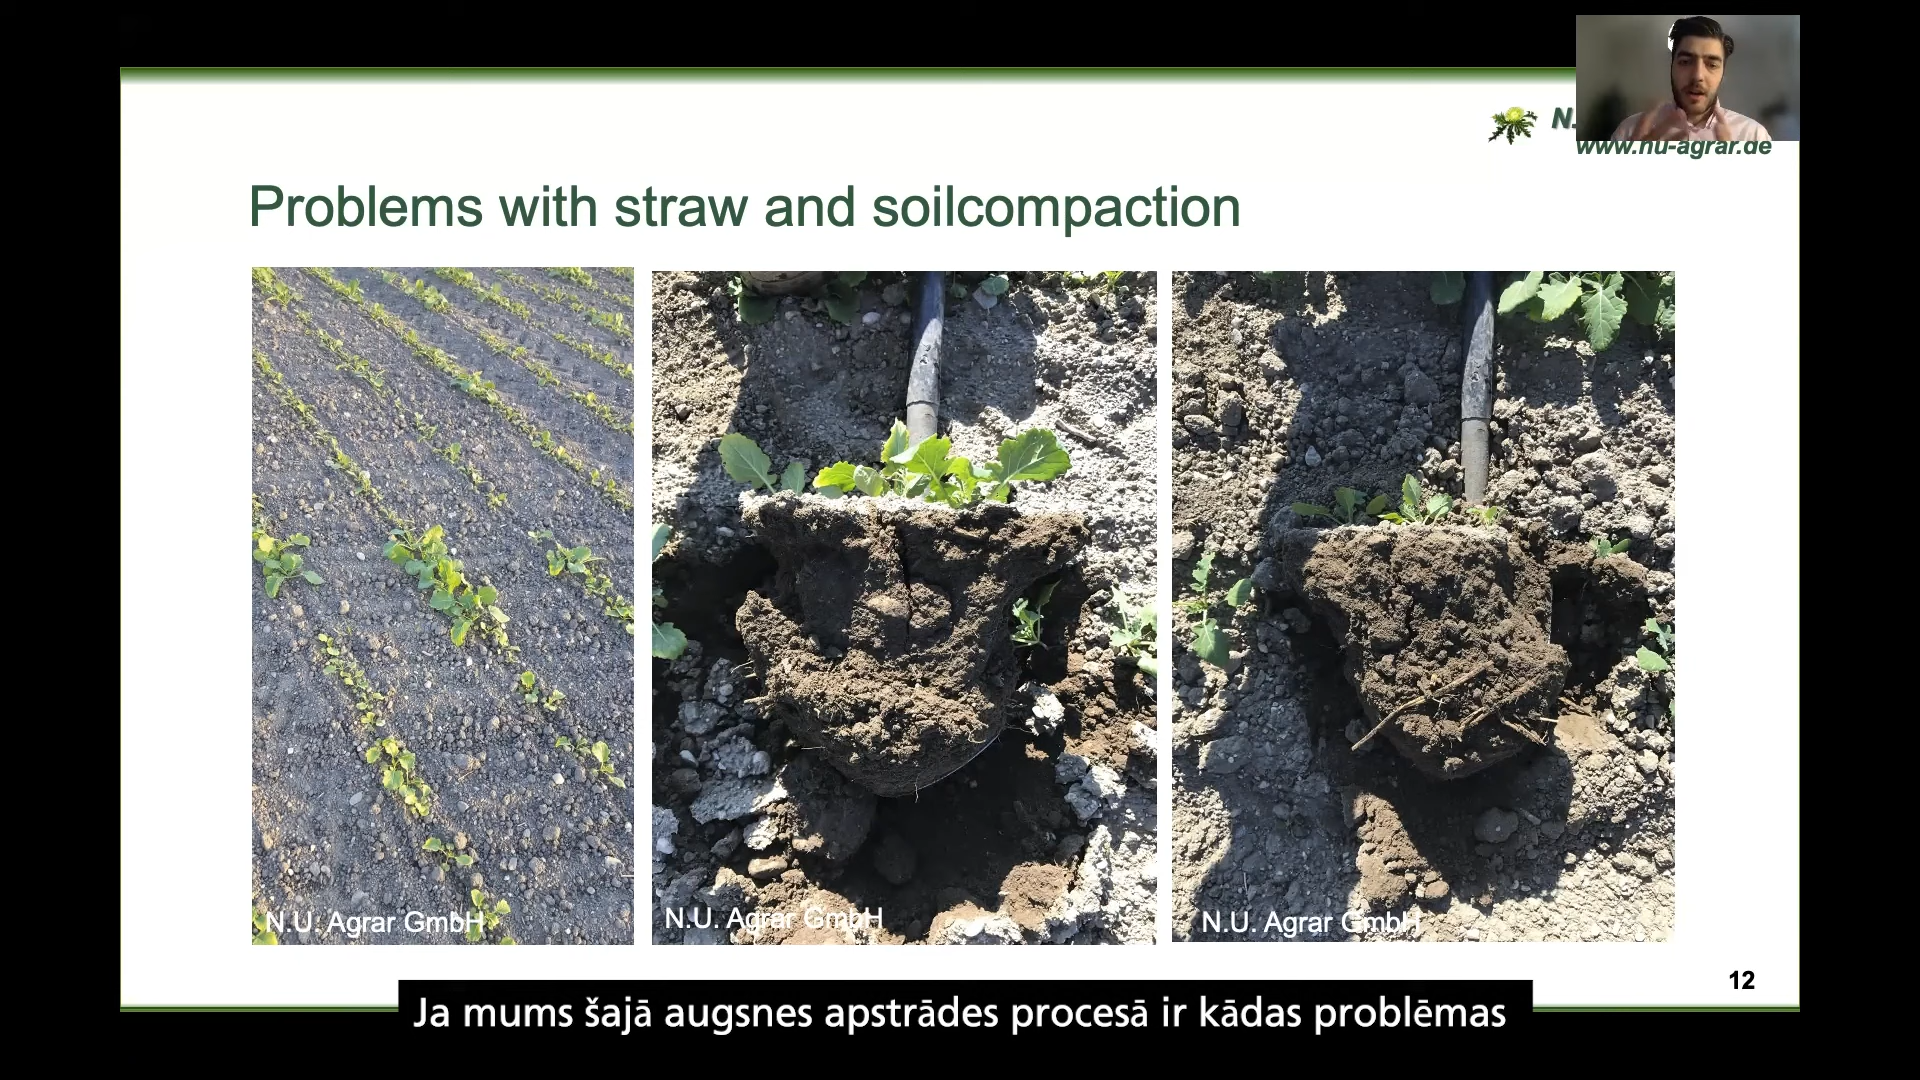 N.
www.nu-agrar.de
Problems with straw and soilcompaction
N.U. Agrar GmbH
N.U. Agrar GmbH
N.U. Agrar GmbH
12
Ja mums šajā augsnes apstrādes procesā ir kādas problēmas